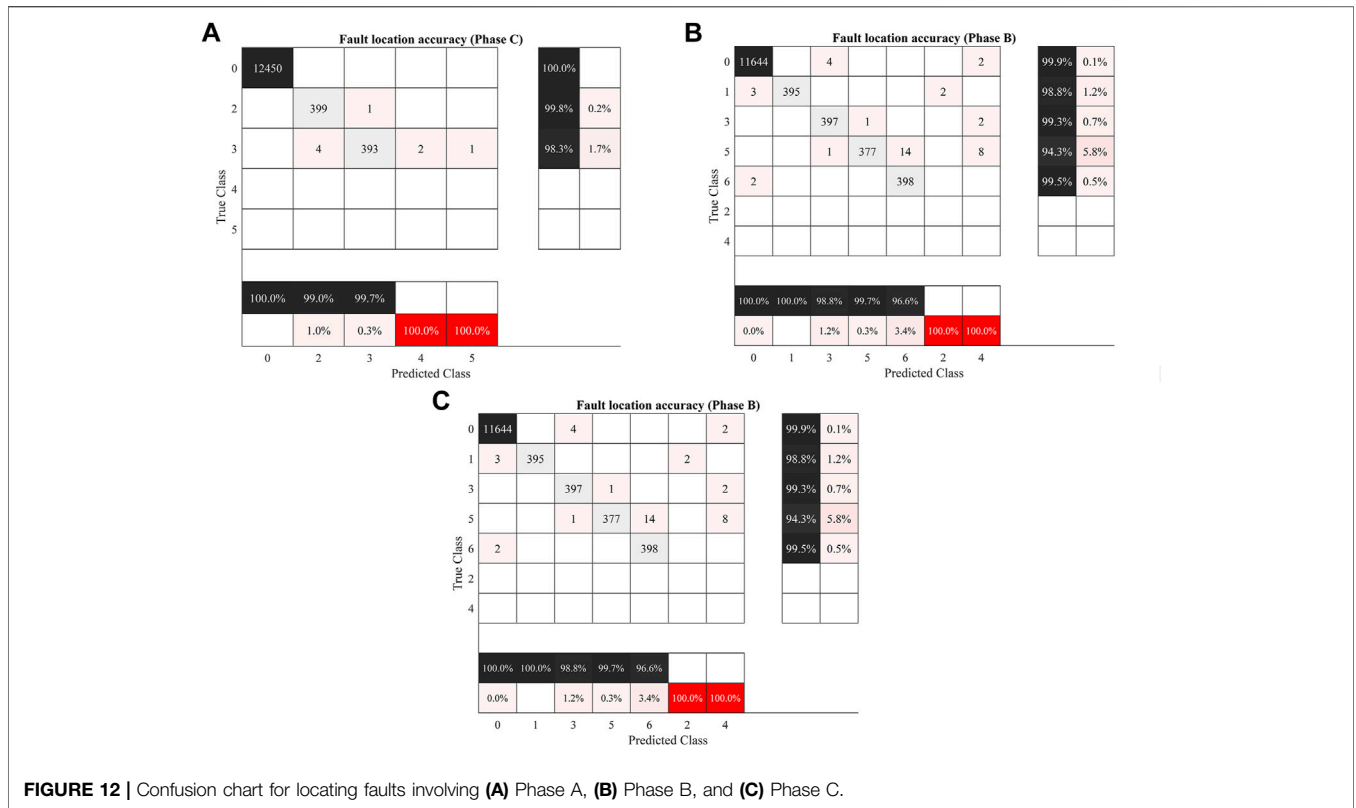 A
Fault location accuracy (Phase C)
0 12450 100.0%
2 399 1 99.8% 0.2%
3 4 393 2 1 98.3% 1.7%
4
5
True Class
100.0% 99.0% 99.7%
1.0% 0.3% 100.0% 100.0%
0 2 3 4 5
Predicted Class
B
Fault location accuracy (Phase B)
0 11644 4 2 99.9% 0.1%
1 3 395 2 98.8% 1.2%
3 397 1 2 99.3% 0.7%
5 1 377 14 8 94.3% 5.8%
6 2 398 99.5% 0.5%
2
4
True Class
100.0% 100.0% 98.8% 99.7% 96.6%
0.0% 1.2% 0.3% 3.4% 100.0% 100.0%
0 1 3 5 6 2 4
Predicted Class
C
Fault location accuracy (Phase B)
0 11644 4 2 99.9% 0.1%
1 3 395 2 98.8% 1.2%
3 397 1 2 99.3% 0.7%
5 1 377 14 8 94.3% 5.8%
6 2 398 99.5% 0.5%
2
4
True Class
100.0% 100.0% 98.8% 99.7% 96.6%
0.0% 1.2% 0.3% 3.4% 100.0% 100.0%
0 1 3 5 6 2 4
Predicted Class
FIGURE 12 | Confusion chart for locating faults involving (A) Phase A, (B) Phase B, and (C) Phase C.